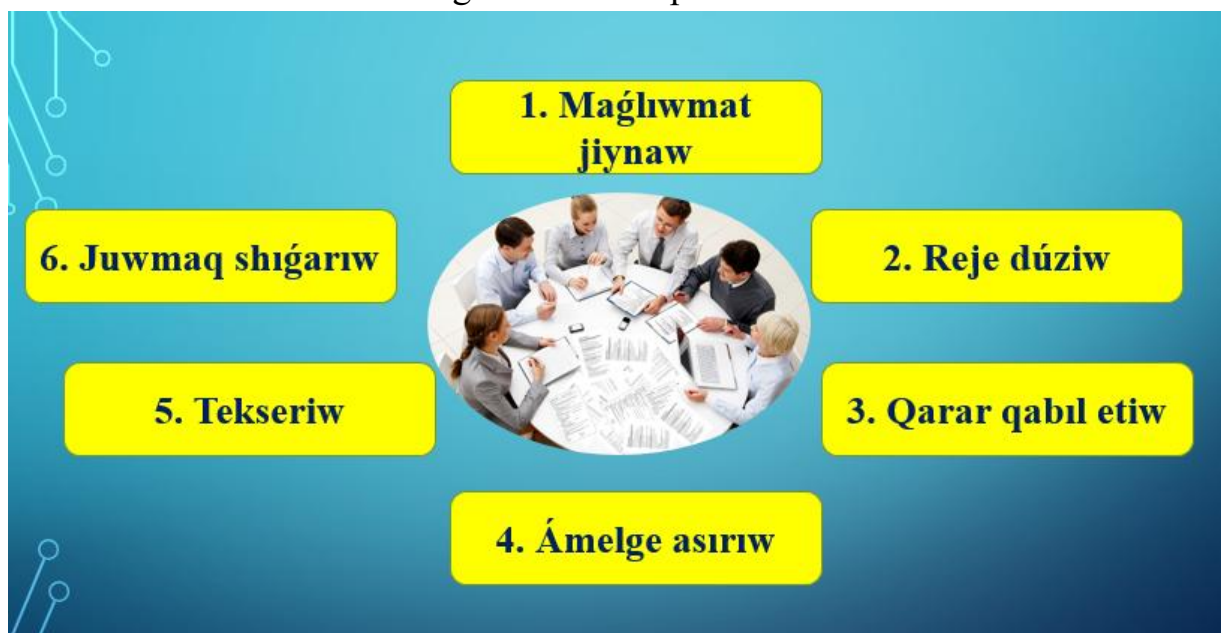 1. Maǵlıwmat
jiynaw
2. Reje dúziw
3. Qarar qabıl etiw
4. Ámelge asırıw
5. Tekseriw
6. Juwmaq shıǵarıw